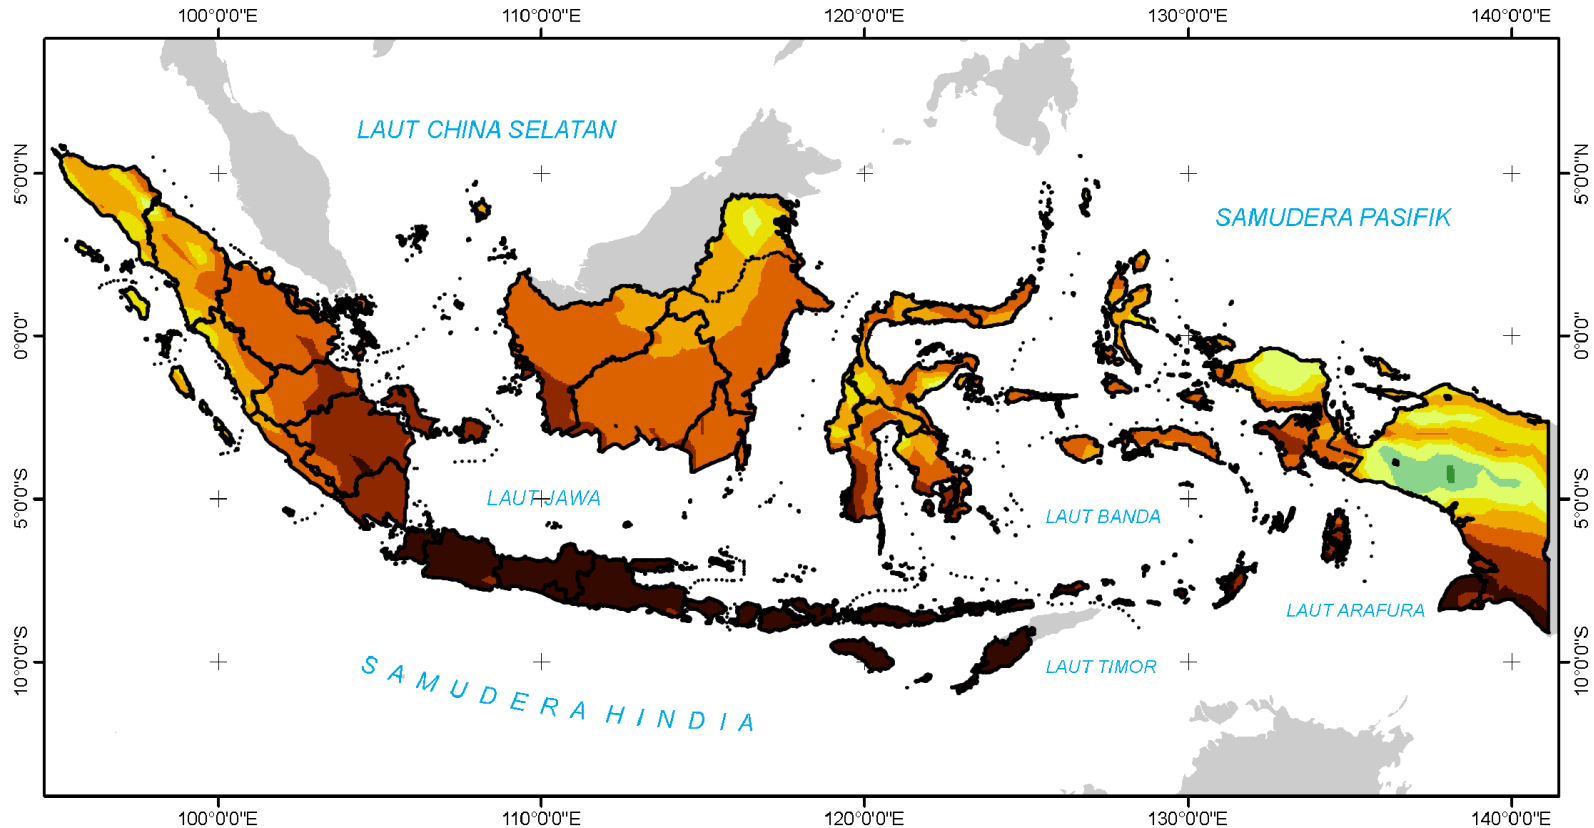 100°0'0"E 110°0'0"E 120°0'0"E 130°0'0"E 140°0'0"E
LAUT CHINA SELATAN
5°0'0"N 5°0'0"N
SAMUDERA PASIFIK
0°0'0" 0°0'0"
5°0'0"S 5°0'0"S
LAUT JAWA
LAUT BANDA
LAUT ARAFURA
10°0'0"S 10°0'0"S
LAUT TIMOR
SAMUDERA HINDIA
100°0'0"E 110°0'0"E 120°0'0"E 130°0'0"E 140°0'0"E